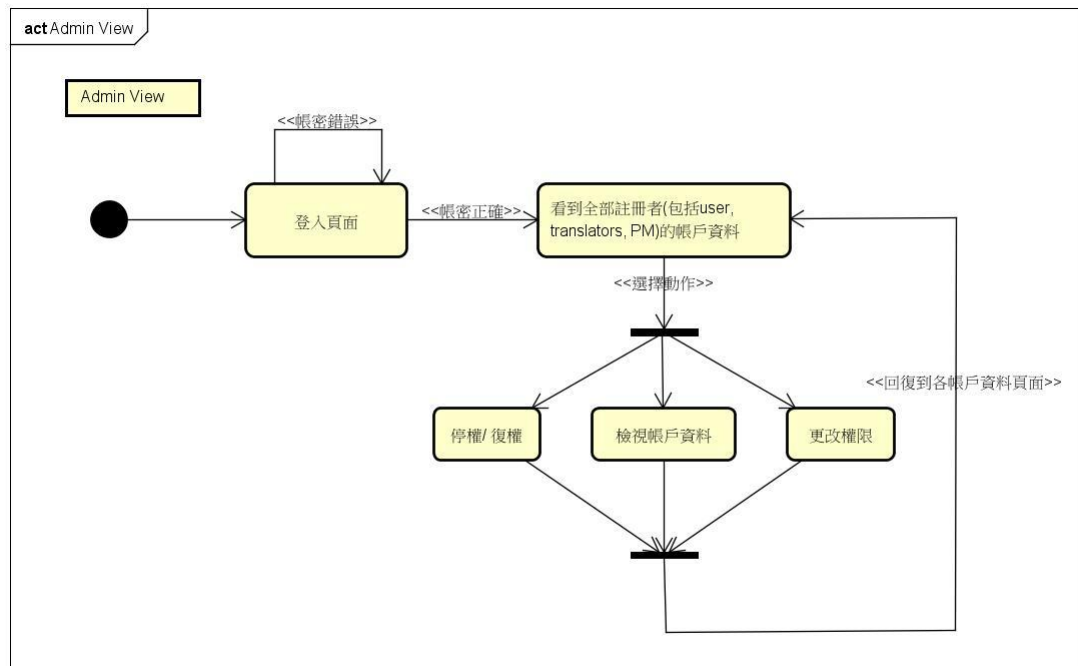 act Admin View
Admin View
<<帳密錯誤>>
登入頁面
<<帳密正確>>
看到全部註冊者(包括user,
translators, PM)的帳戶資料
<<選擇動作>>
<<回復到各帳戶資料頁面>>
停權/ 復權
檢視帳戶資料
更改權限